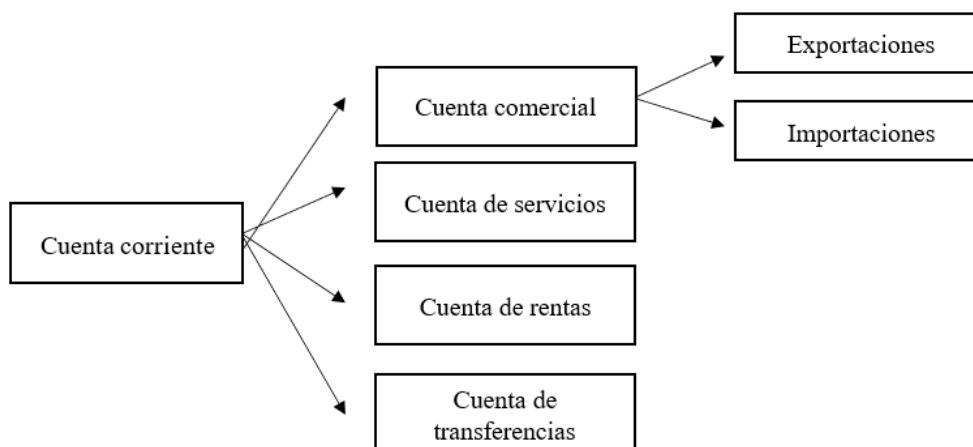 Cuenta corriente
Cuenta comercial
Cuenta de servicios
Cuenta de rentas
Cuenta de
transferencias
Exportaciones
Importaciones